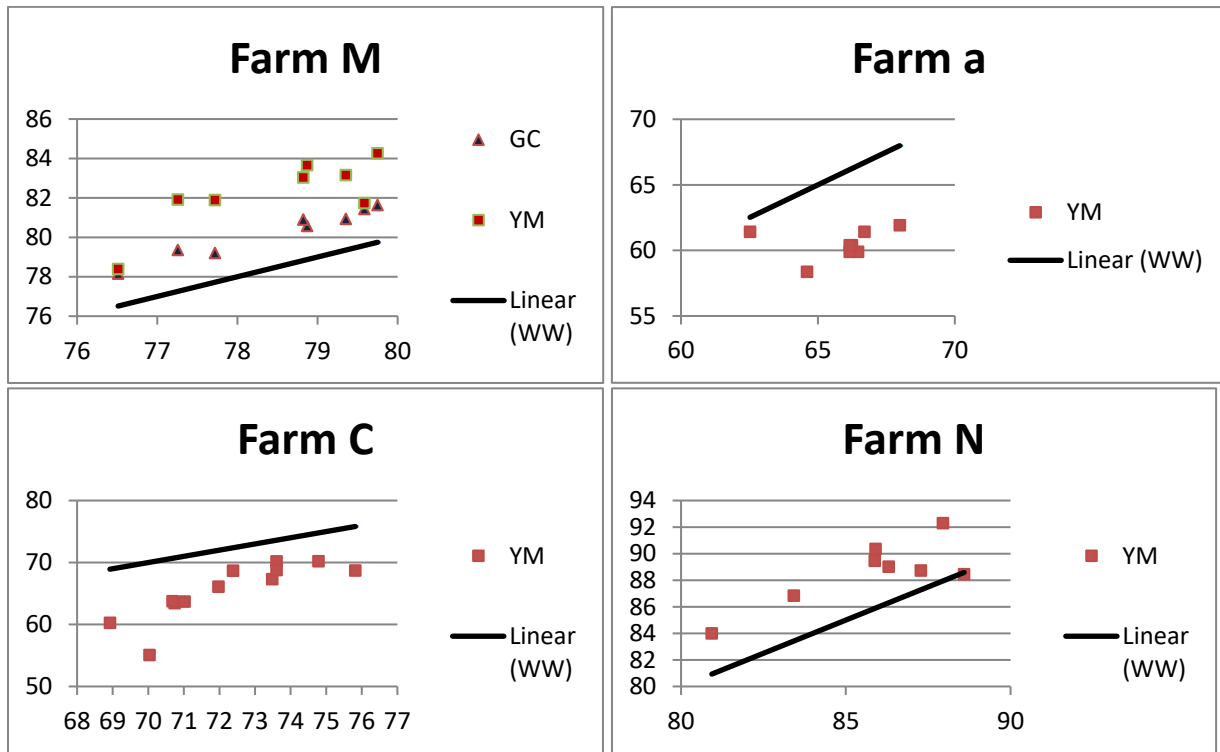 Farm M
86
84
82
80
78
76
76 77 78 79 80
GC
YM
Linear
(WW)
Farm a
70
65
60
55
60 65 70
YM
Linear (WW)
Farm C
80
70
60
50
68 69 70 71 72 73 74 75 76 77
YM
Linear
(WW)
Farm N
94
92
90
88
86
84
82
80
80 85 90
YM
Linear
(WW)